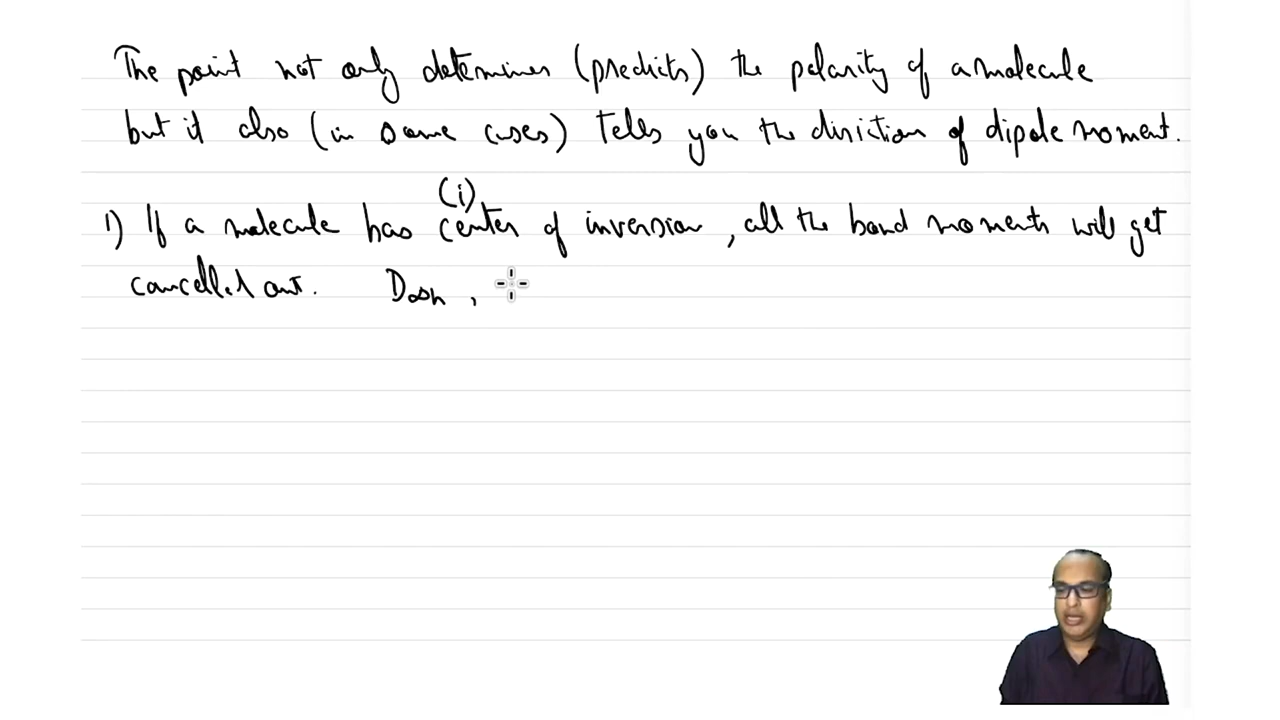 The point not only determines (predicts) the polarity of a molecule
but it also (in some cases) tells you the diriction of dipole moment.
(i)
1) If a molecule has center of inversion, all the bond moments will get
cancelled out. D∞h,